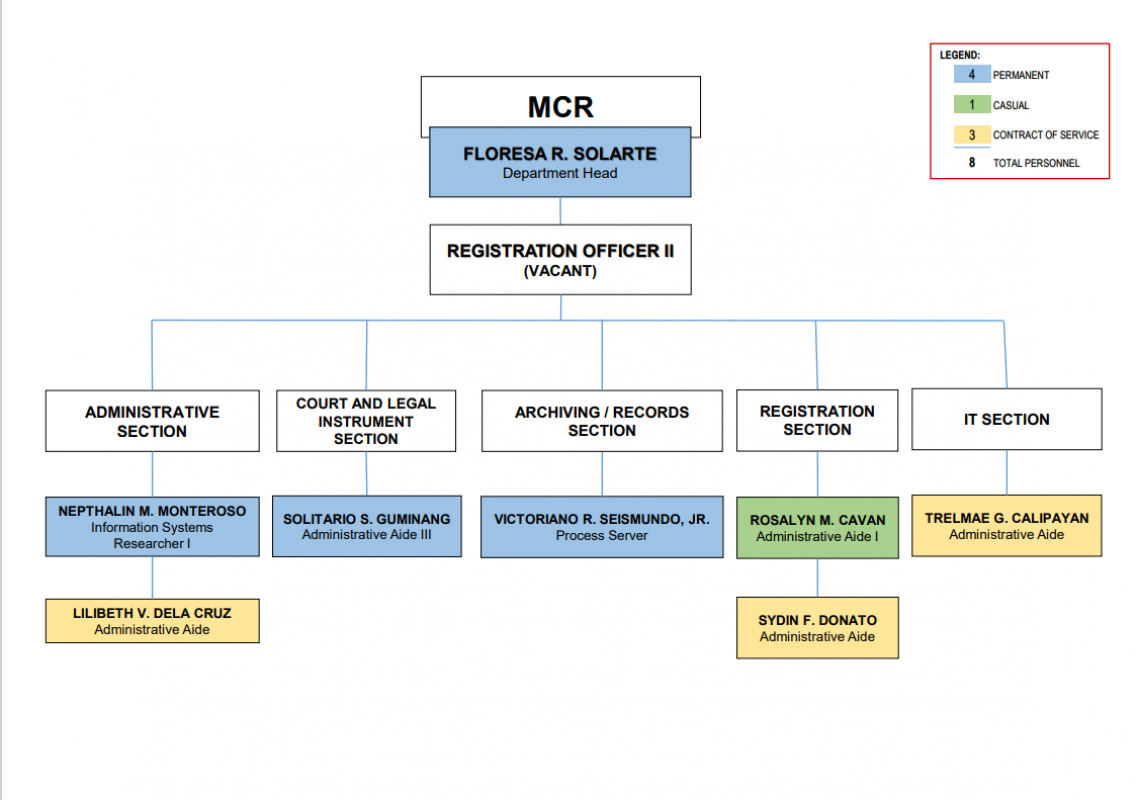 LEGEND:
4 PERMANENT
1 CASUAL
3 CONTRACT OF SERVICE
8 TOTAL PERSONNEL
MCR
FLORESA R. SOLARTE
Department Head
REGISTRATION OFFICER II
(VACANT)
ADMINISTRATIVE
SECTION
COURT AND LEGAL
INSTRUMENT
SECTION
ARCHIVING / RECORDS
SECTION
REGISTRATION
SECTION
IT SECTION
NEPTHALIN M. MONTEROSO
Information Systems
Researcher I
SOLITARIO S. GUMINANG
Administrative Aide III
VICTORIANO R. SEISMUNDO, JR.
Process Server
ROSALYN M. CAVAN
Administrative Aide I
TRELMAE G. CALIPAYAN
Administrative Aide
LILIBETH V. DELA CRUZ
Administrative Aide
SYDIN F. DONATO
Administrative Aide